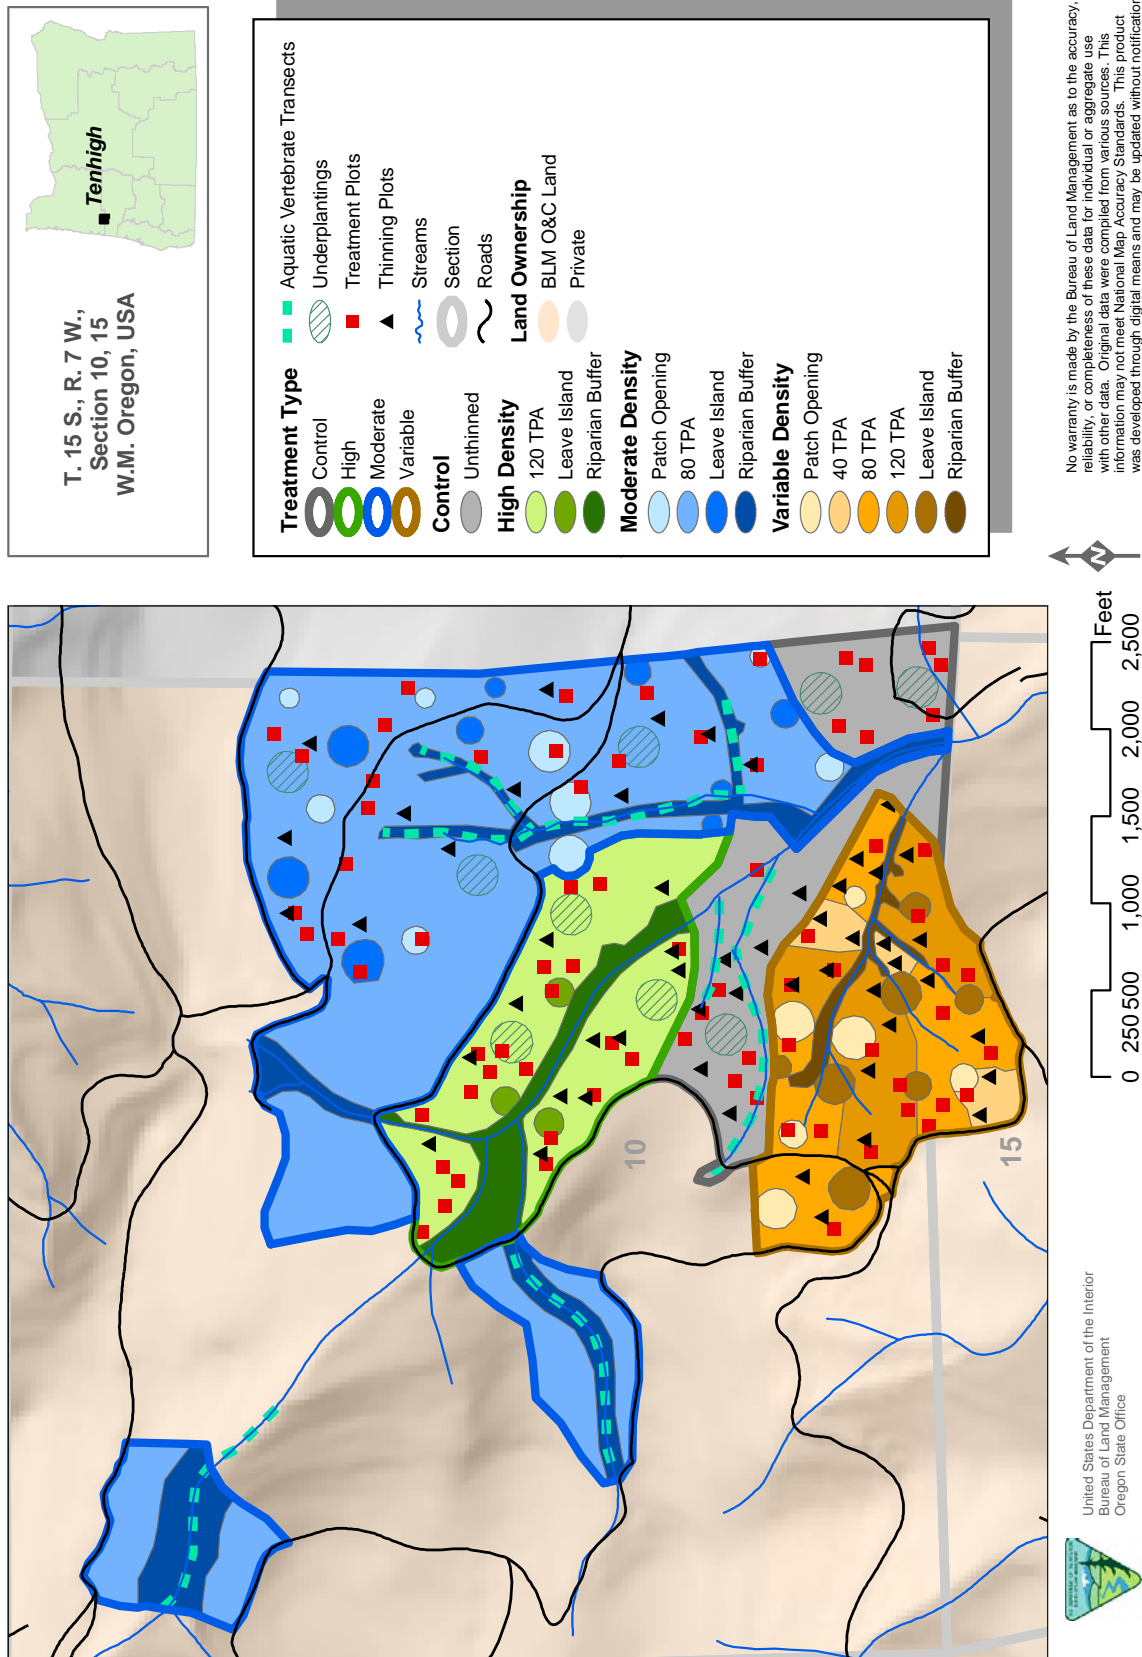 T. 15 S., R. 7 W.,
Section 10, 15
W.M. Oregon, USA
Tenhigh
Treatment Type
Control
High
Moderate
Variable
Control
Unthinned
High Density
120 TPA
Leave Island
Riparian Buffer
Moderate Density
Patch Opening
80 TPA
Leave Island
Riparian Buffer
Variable Density
Patch Opening
40 TPA
80 TPA
120 TPA
Leave Island
Riparian Buffer
Aquatic Vertebrate Transects
Underplantings
Treatment Plots
Thinning Plots
Streams
Section
Roads
Land Ownership
BLM O&C Land
Private
No warranty is made by the Bureau of Land Management as to the accuracy,
reliability, or completeness of these data for individual or aggregate use
with other data. Original data were compiled from various sources. This
information may not meet National Map Accuracy Standards. This product
was developed through digital means and may be updated without notification
N
10
15
Feet
0 250 500 1,000 1,500 2,000 2,500
United States Department of the Interior
Bureau of Land Management
Oregon State Office